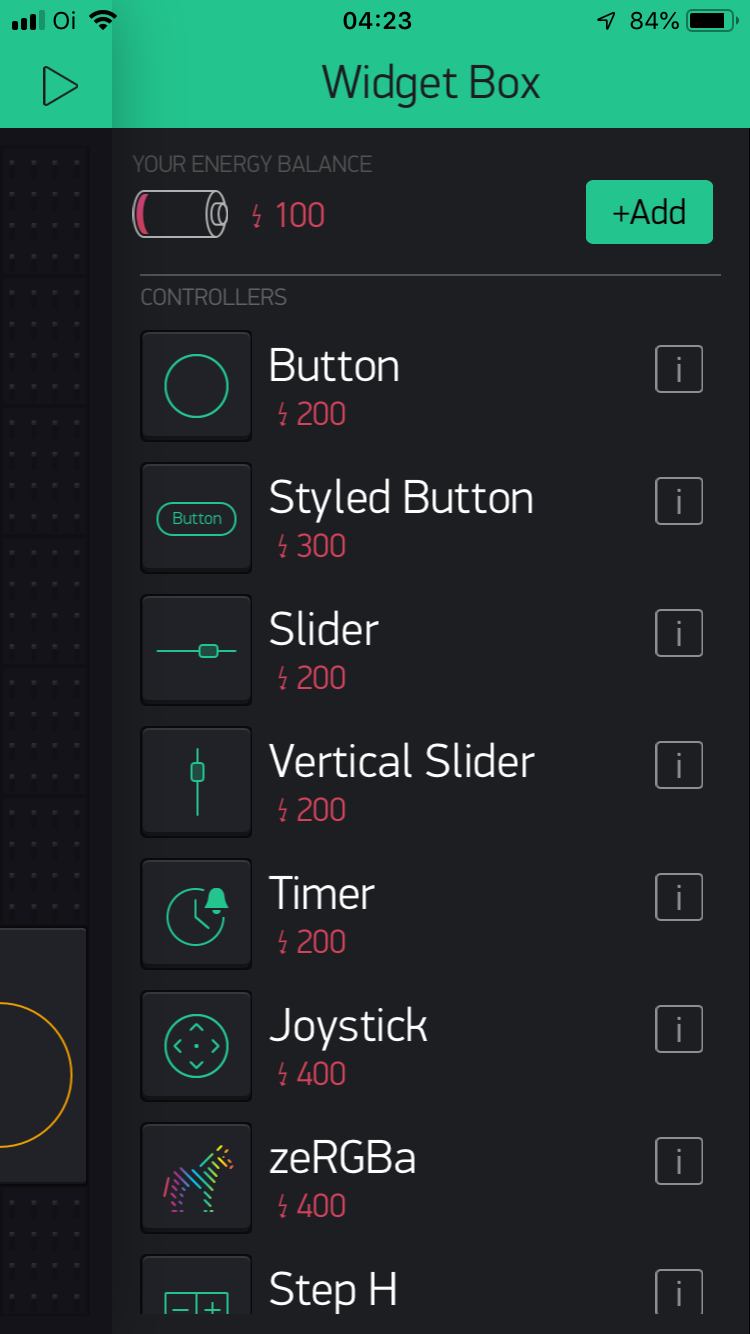 Oi 04:23 84%
Widget Box
YOUR ENERGY BALANCE
100
+Add
CONTROLLERS
Button
i
200
Styled Button
i
Button
300
Slider
i
200
Vertical Slider
i
200
Timer
i
200
Joystick
i
400
zeRGBa
i
400
Step H
i